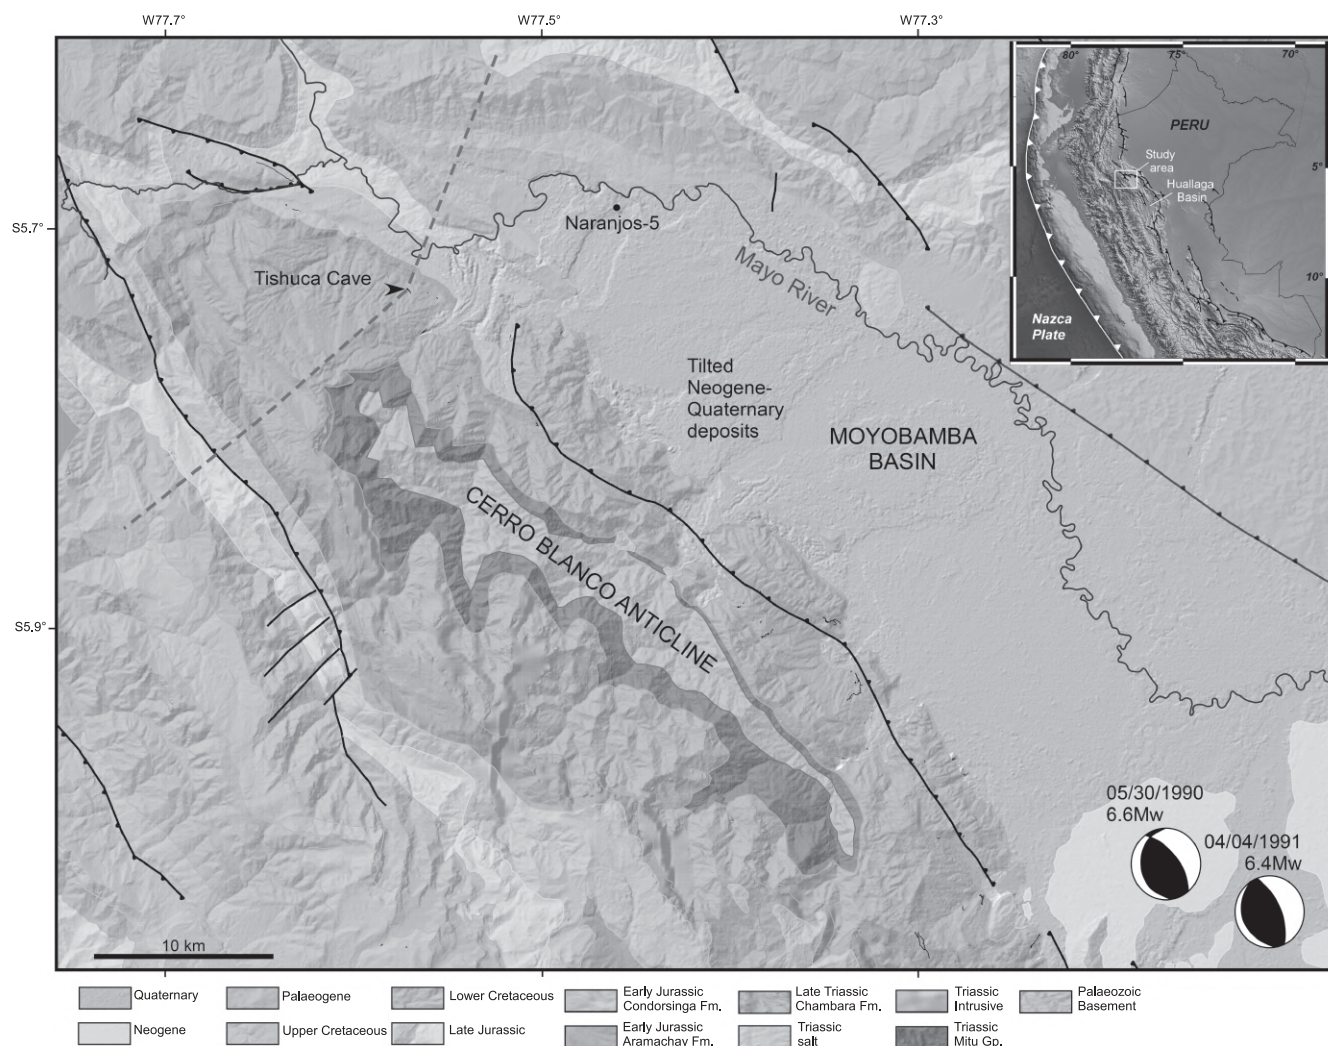 W77.7°
W77.5°
W77.3°
80°
75°
70°
PERU
Study
area
5°
Huallaga
Basin
10°
Nazca
Plate
S5.7°
Naranjos-5
Tishuca Cave
Mayo River
Tilted
Neogene-
Quaternary
deposits
MOYOBAMBA
BASIN
CERRO BLANCO ANTICLINE
S5.9°
05/30/1990
6.6Mw
04/04/1991
6.4Mw
10 km
Quaternary
Palaeogene
Lower Cretaceous
Early Jurassic
Condorsinga Fm.
Late Triassic
Chambara Fm.
Triassic
Intrusive
Palaeozoic
Basement
Neogene
Upper Cretaceous
Late Jurassic
Early Jurassic
Aramachay Fm.
Triassic
salt
Triassic
Mitu Gp.